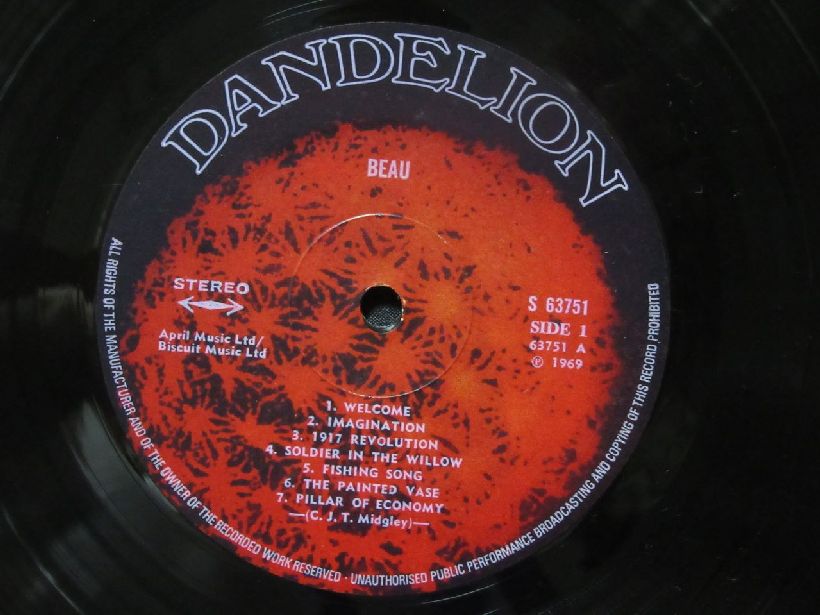 DANDELION
BEAU
STEREO
April Music Ltd/
Biscuit Music Ltd
S 63751
SIDE 1
63751 A
℗ 1969
1. WELCOME
2. IMAGINATION
3. 1917 REVOLUTION
4. SOLDIER IN THE WILLOW
5. FISHING SONG
6. THE PAINTED VASE
7. PILLAR OF ECONOMY
—(C. J. T. Midgley)—
ALL RIGHTS OF THE MANUFACTURER AND OF THE OWNER OF THE RECORDED WORK RESERVED · UNAUTHORISED PUBLIC PERFORMANCE BROADCASTING AND COPYING OF THIS RECORD PROHIBITED